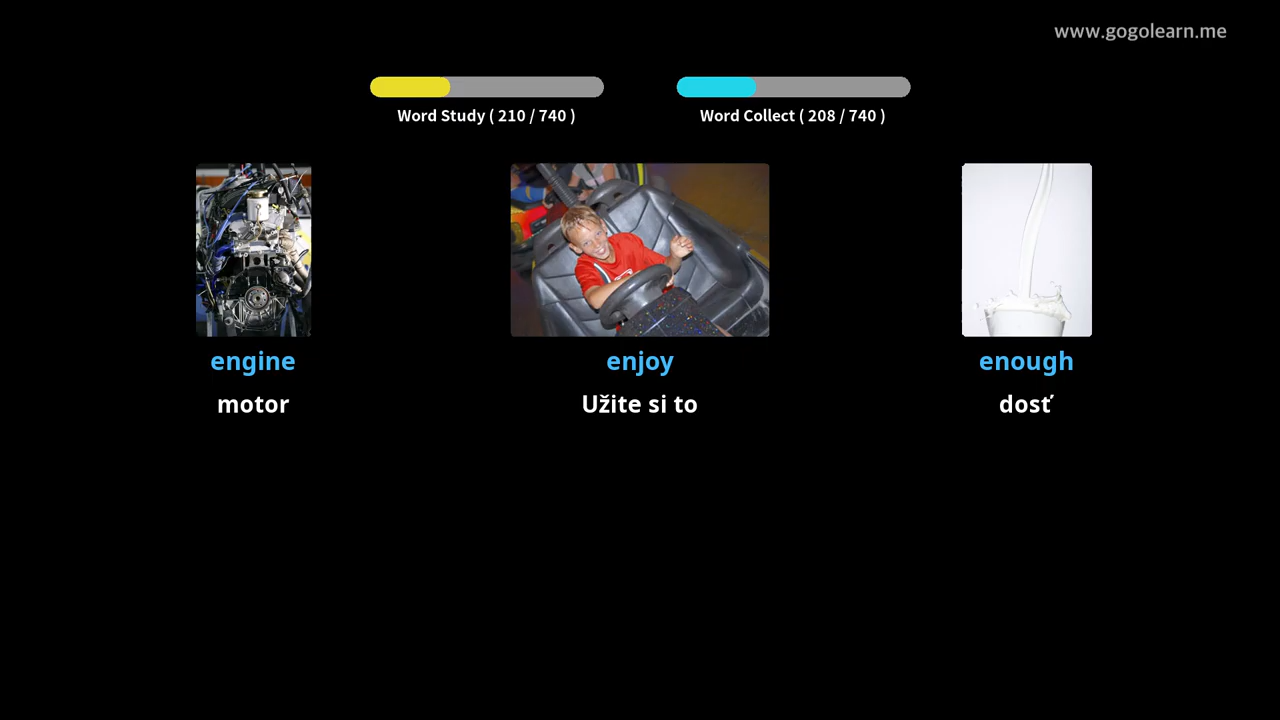 www.gogolearn.me
Word Study ( 210 / 740 )
Word Collect ( 208 / 740 )
engine
enjoy
enough
motor
Užite si to
dosť